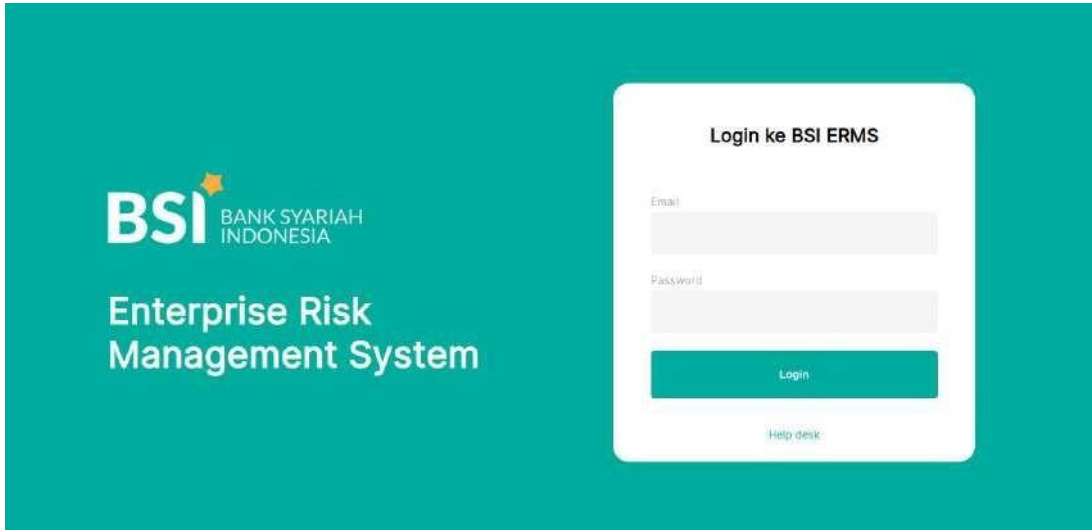 BSI BANK SYARIAH
INDONESIA
Enterprise Risk
Management System
Login ke BSI ERMS
Email
Password
Login
Help desk